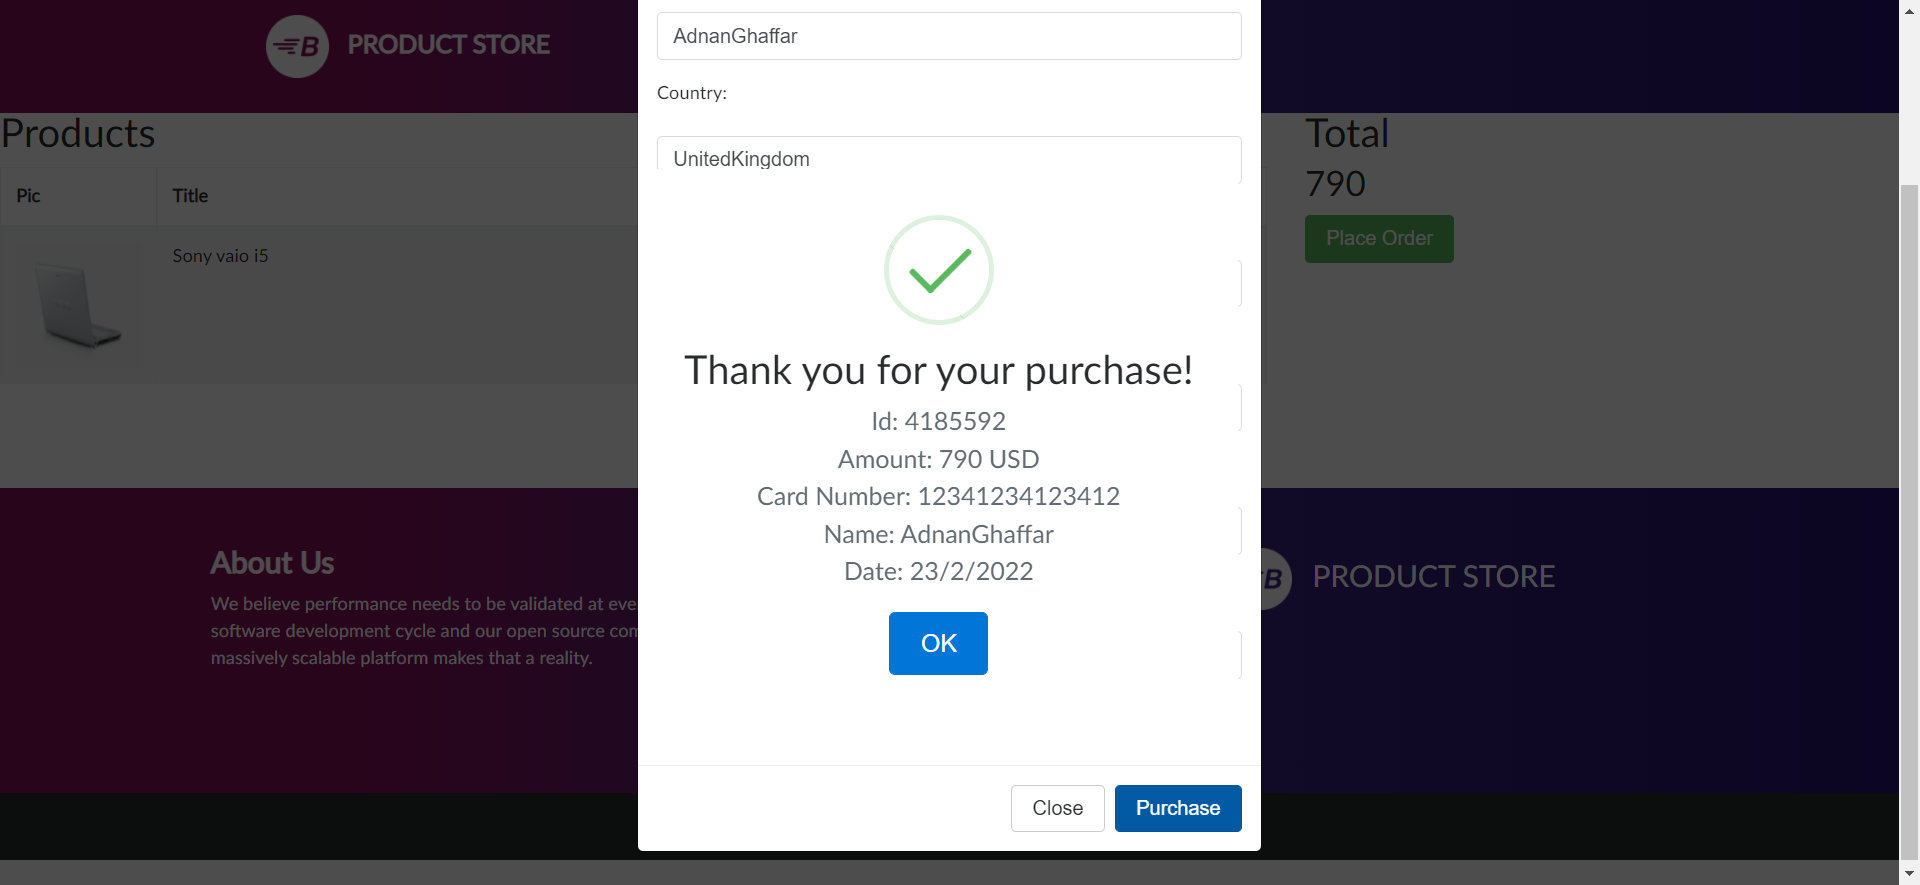 B PRODUCT STORE
AdnanGhaffar
Country:
UnitedKingdom
Products
Total
790
Pic Title
Place Order
Sony vaio i5
Thank you for your purchase!
Id: 4185592
Amount: 790 USD
Card Number: 12341234123412
Name: AdnanGhaffar
Date: 23/2/2022
OK
About Us
We believe performance needs to be validated at eve
software development cycle and our open source com
massively scalable platform makes that a reality.
B PRODUCT STORE
Close Purchase